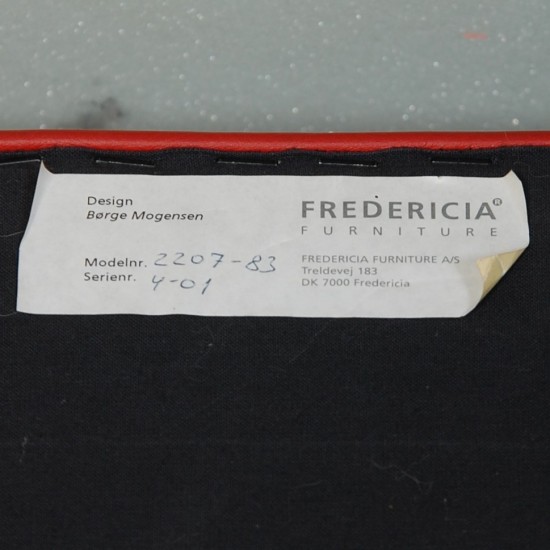 Design
Børge Mogensen
Modelnr. 2207-83
Serienr. 4-01
FREDERICIA®
FURNITURE
FREDERICIA FURNITURE A/S
Treldevej 183
DK 7000 Fredericia